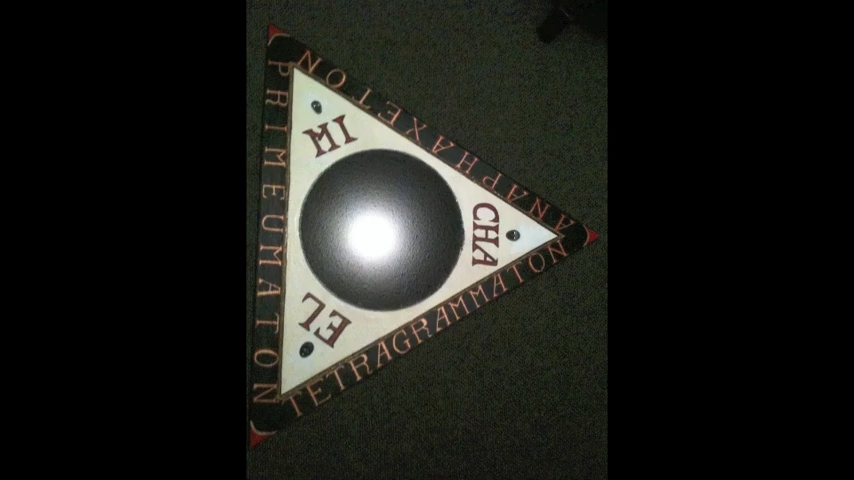 ANAPHAXETON
TETRAGRAMMATON
PRIMEUMATON
MI
CHA
EL